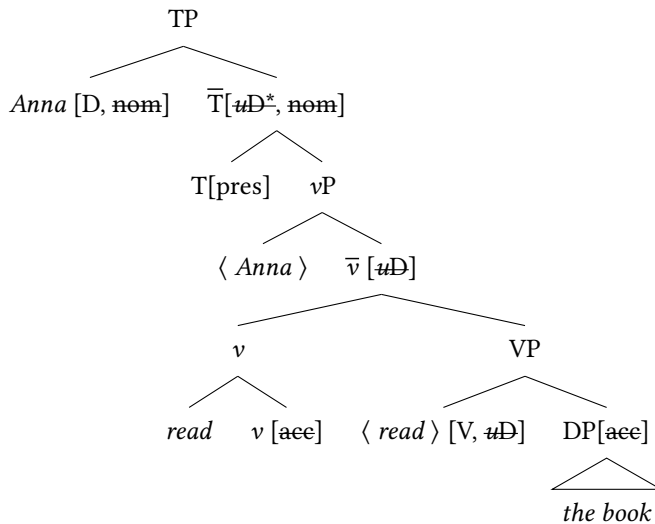 TP
Anna [D, nom] T̅[uD*, nom]
T[pres] vP
⟨ Anna ⟩ v̅ [uD]
v VP
read v [acc] ⟨ read ⟩ [V, uD] DP[acc]
the book